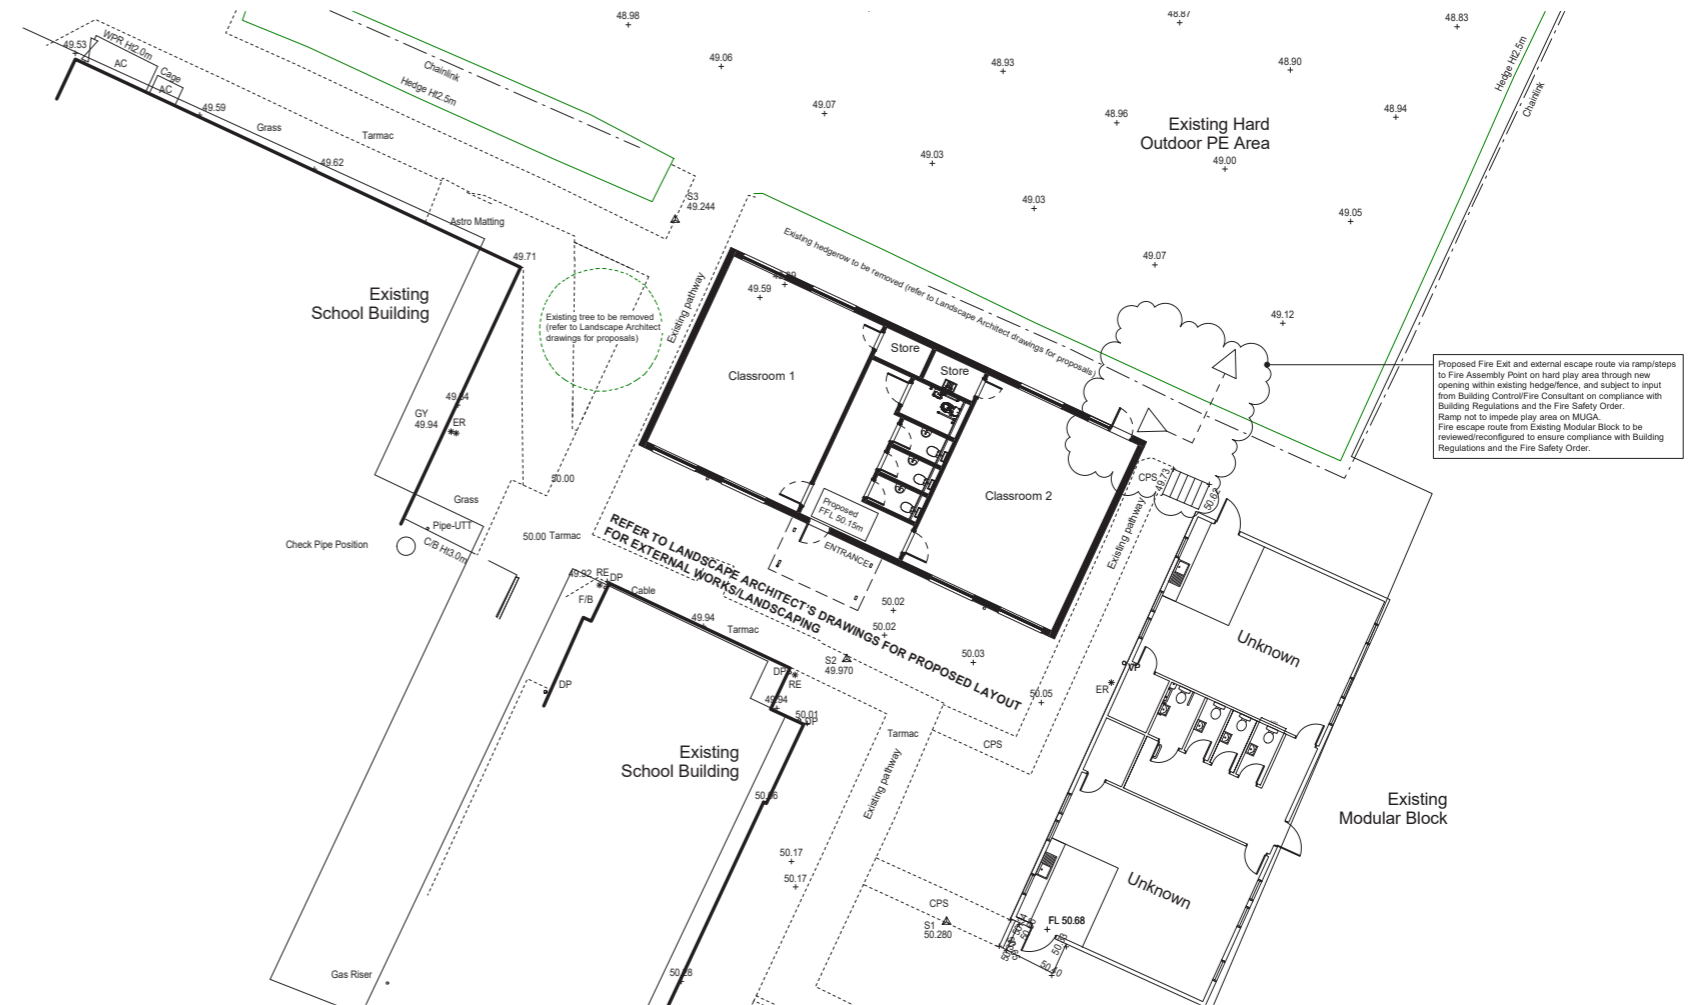 48.98
48.87
48.83
49.53
WPR Ht2.0m
AC
Cage
AC
49.59
Grass
Tarmac
49.62
Chainlink
Hedge Ht2.5m
49.06
48.93
48.90
49.07
48.96
48.94
Existing Hard
Outdoor PE Area
49.03
49.00
Hedge Ht2.5m
Chainlink
S3
49.244
49.03
49.05
Astro Matting
49.71
49.07
Existing
School Building
Existing tree to be removed
(refer to Landscape Architect
drawings for proposals)
Existing pathway
Existing hedgerow to be removed (refer to Landscape Architect drawings for proposals)
49.59
49.12
Store
Store
Classroom 1
Classroom 2
Proposed Fire Exit and external escape route via ramp/steps
to Fire Assembly Point on hard play area through new
opening within existing hedge/fence, and subject to input
from Building Control/Fire Consultant on compliance with
Building Regulations and the Fire Safety Order.
Ramp not to impede play area on MUGA.
Fire escape route from Existing Modular Block to be
reviewed/reconfigured to ensure compliance with Building
Regulations and the Fire Safety Order.
GY
49.94
ER
CPS
49.73
50.62
50.00
Grass
Pipe-UTT
C/B Ht3.0m
Check Pipe Position
50.00
Tarmac
Proposed
FFL 50.15m
ENTRANCE
Existing pathway
REFER TO LANDSCAPE ARCHITECT'S DRAWINGS FOR PROPOSED LAYOUT
FOR EXTERNAL WORKS/LANDSCAPING
49.92
RE
DP
Cable
F/B
49.94
Tarmac
50.02
50.02
50.03
S2
49.970
DP
DP
RE
49.94
50.01
DP
50.05
VP
ER
Unknown
Tarmac
CPS
Existing
School Building
Existing pathway
Existing
Modular Block
50.17
50.17
Unknown
CPS
S1
50.280
FL 50.68
Gas Riser